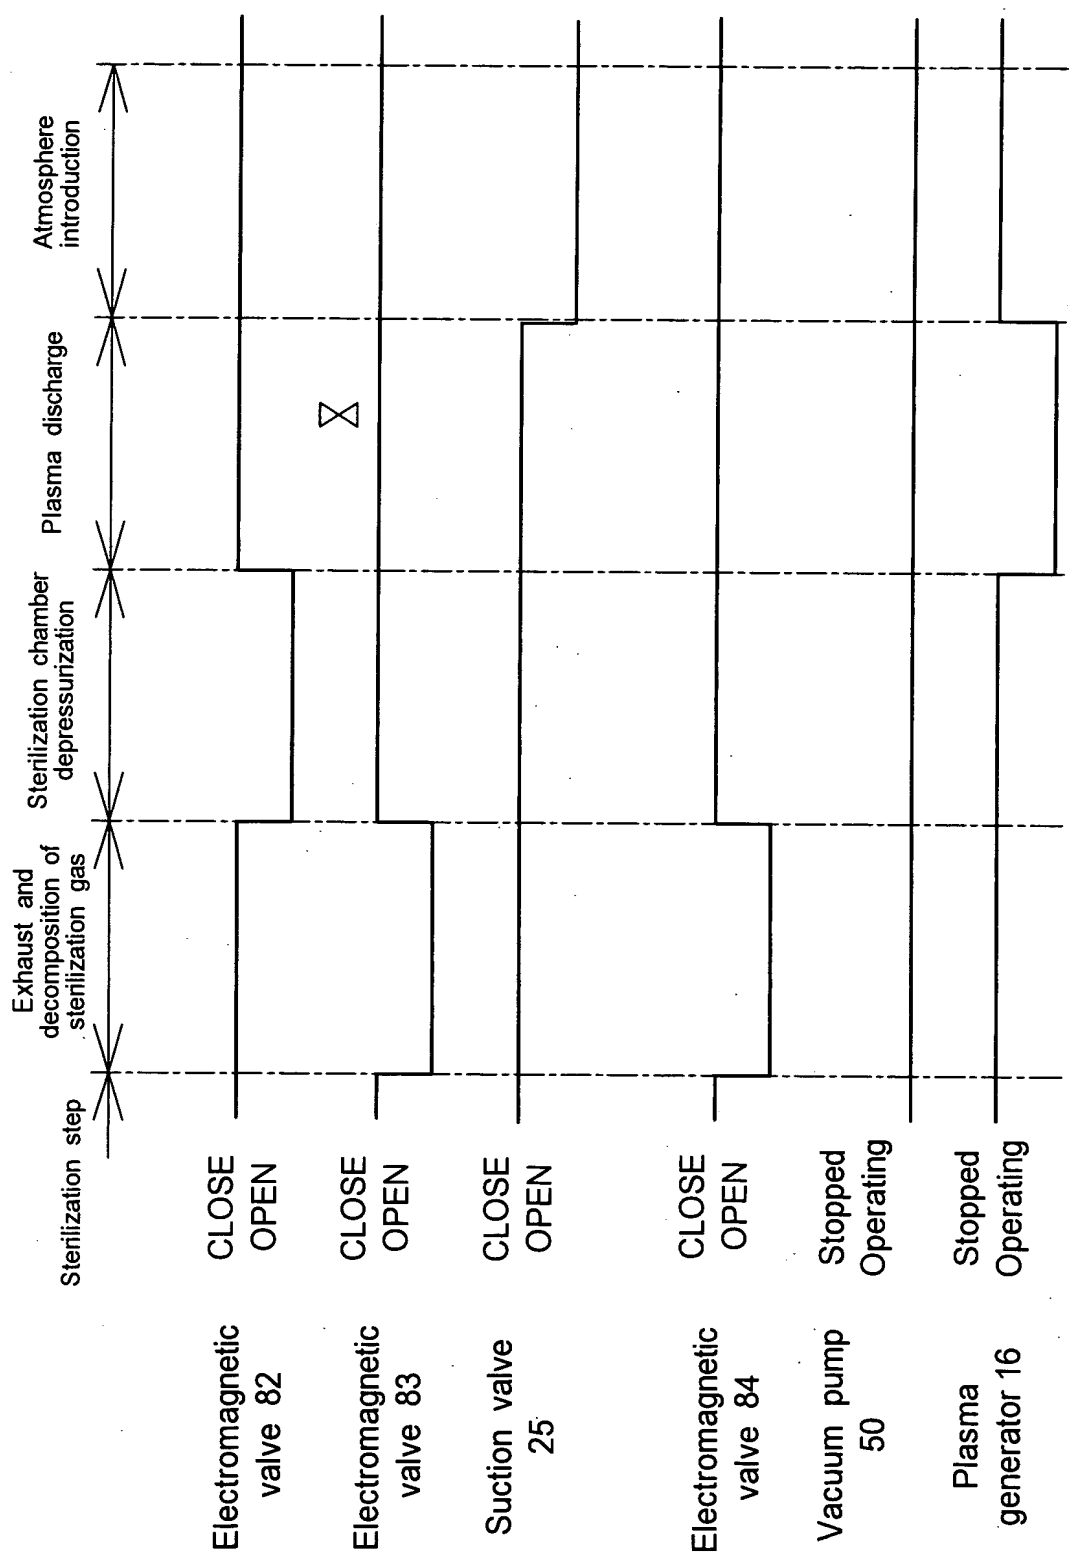 Sterilization step
Exhaust and
decomposition of
sterilization gas
Sterilization chamber
depressurization
Plasma discharge
Atmosphere
introduction
Electromagnetic
valve 82
CLOSE
OPEN
Electromagnetic
valve 83
CLOSE
OPEN
Suction valve
25
CLOSE
OPEN
Electromagnetic
valve 84
CLOSE
OPEN
Vacuum pump
50
Stopped
Operating
Plasma
generator 16
Stopped
Operating